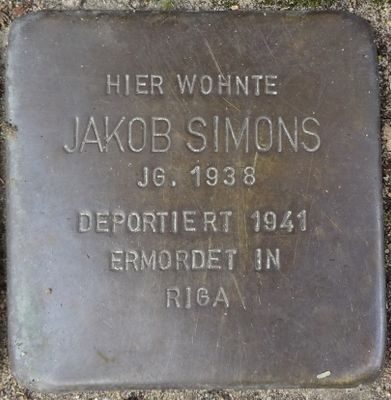 HIER WOHNTE
JAKOB SIMONS
JG. 1938
DEPORTIERT 1941
ERMORDET IN
RIGA